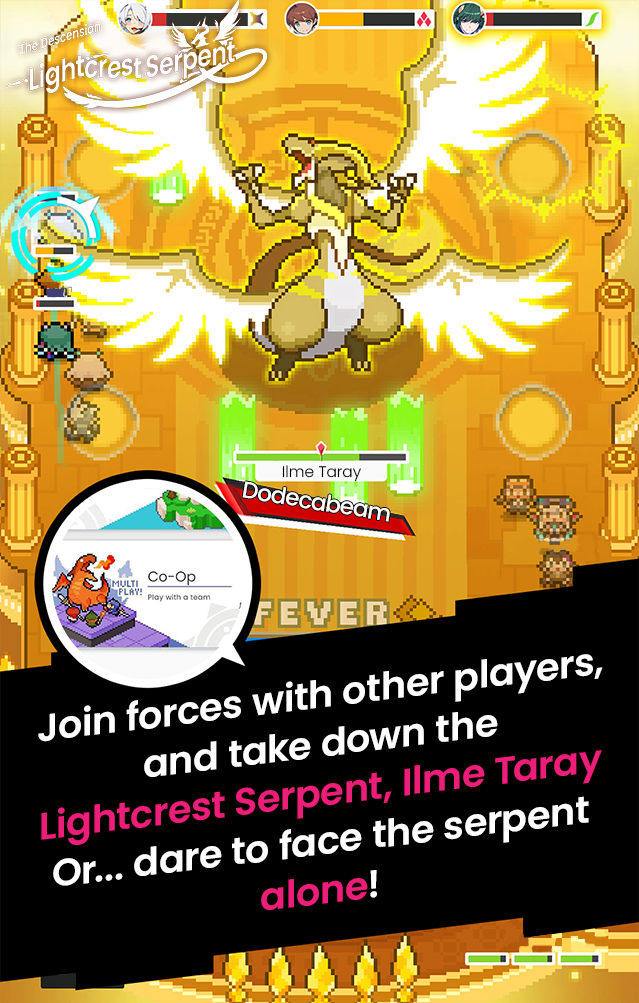 The Descension
Lightcrest Serpent
Ilme Taray
Dodecabeam
MULTI
PLAY!
Co-Op
Play with a team
FEVER
Join forces with other players,
and take down the
Lightcrest Serpent, Ilme Taray
Or... dare to face the serpent
alone!